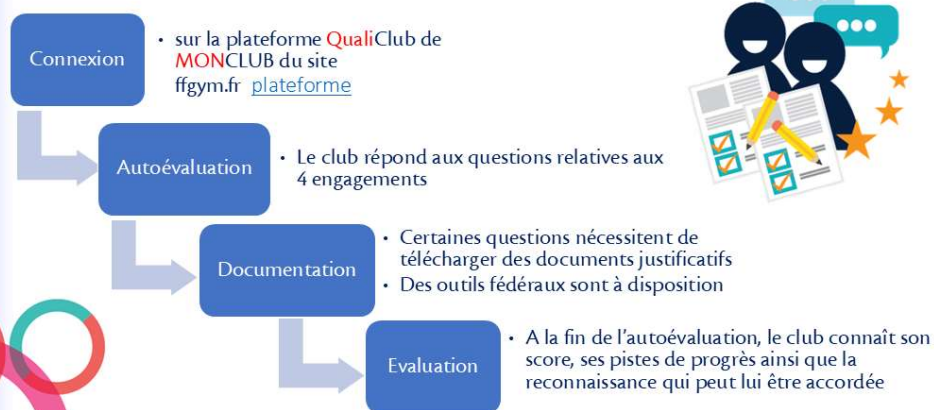 Connexion
• sur la plateforme QualiClub de
MONCLUB du site
ffgym.fr plateforme
Autoévaluation
• Le club répond aux questions relatives aux
4 engagements
Documentation
• Certaines questions nécessitent de
télécharger des documents justificatifs
• Des outils fédéraux sont à disposition
Evaluation
• A la fin de l'autoévaluation, le club connaît son
score, ses pistes de progrès ainsi que la
reconnaissance qui peut lui être accordée